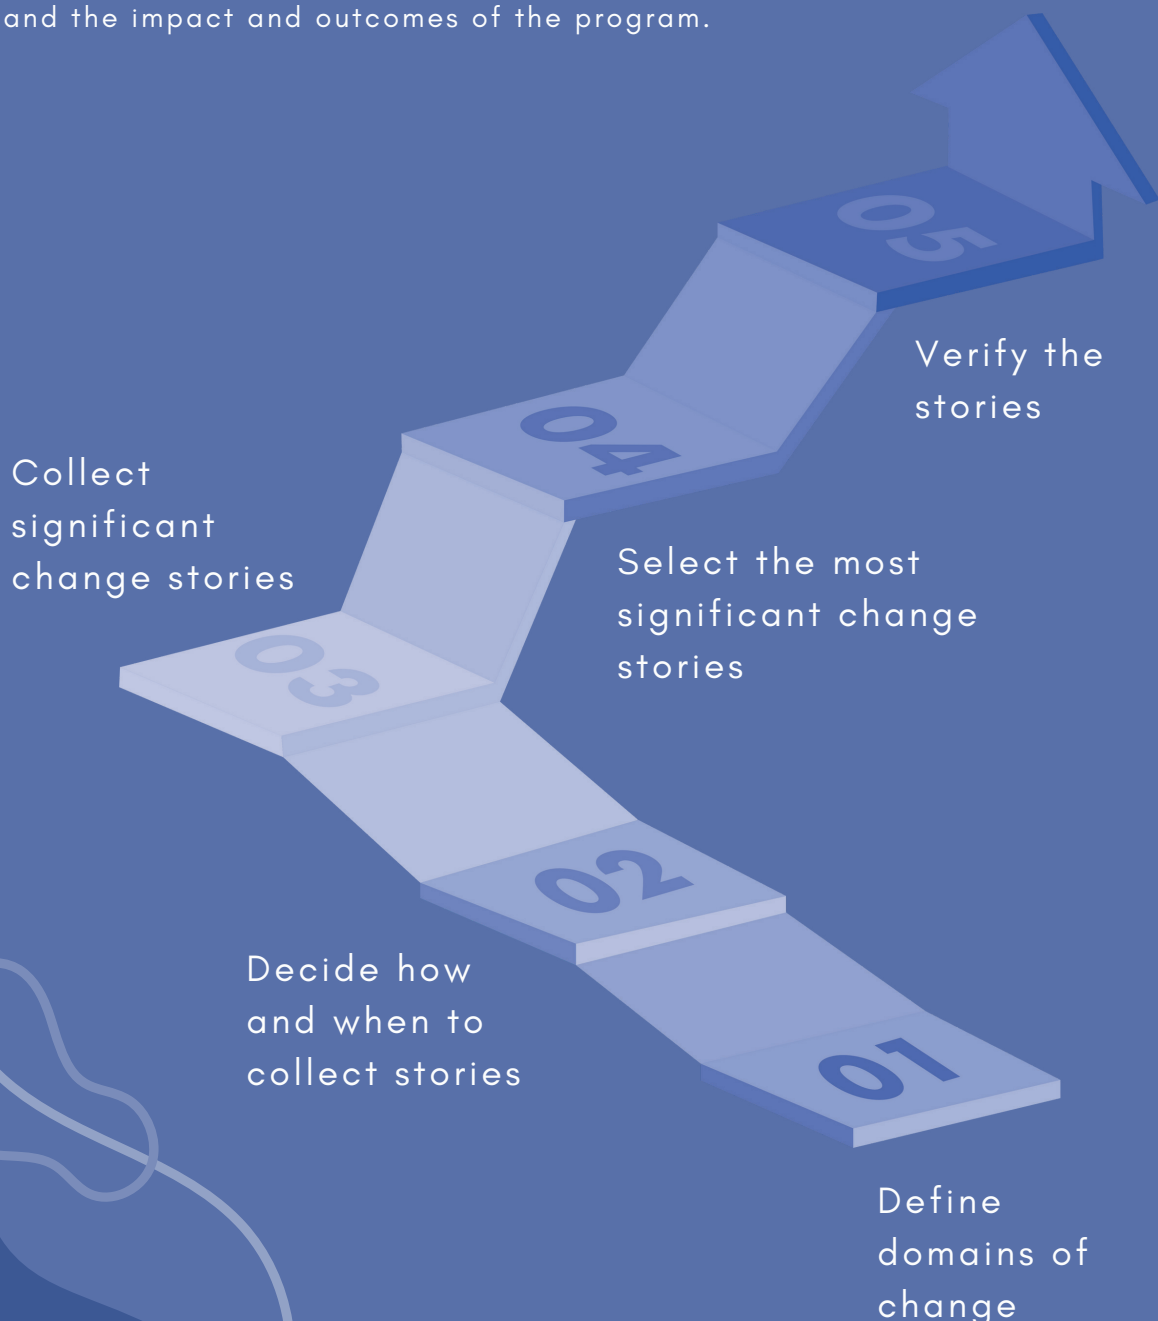 and the impact and outcomes of the program.
05
Verify the
stories
04
Select the most
significant change
stories
Collect
significant
change stories
03
02
Decide how
and when to
collect stories
01
Define
domains of
change